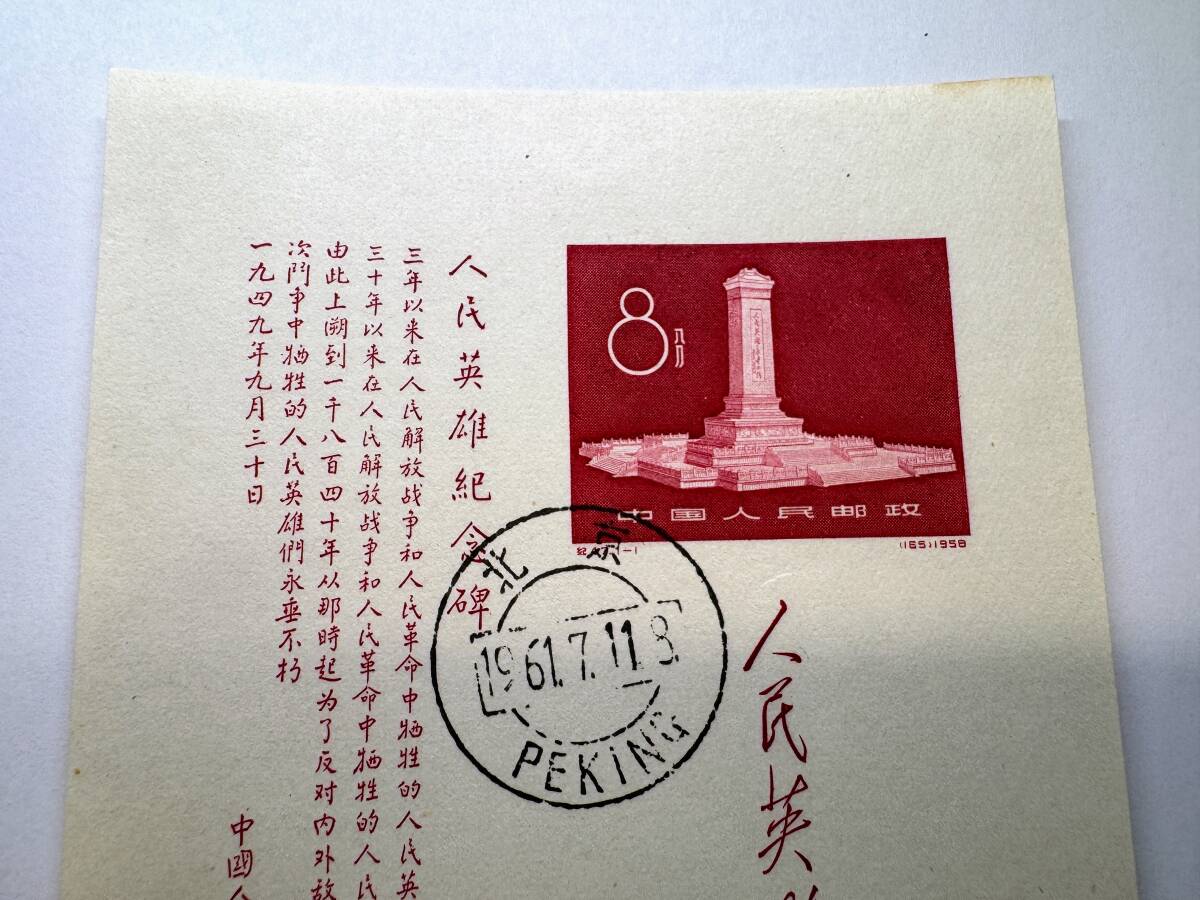 8
八分
中国人民邮政
(165)1958
人民英
人民英雄紀念碑
三年以来在人民解放战争和人民革命中牺牲的人民英
三十年以来在人民解放战争和人民革命中牺牲的人民
由此上溯到一千八百四十年从那時起为了反对内外敌
次鬥争中牺牲的人民英雄們永垂不朽
一九四九年九月三十日
中國人
北京
1961.7.11.8
PEKING